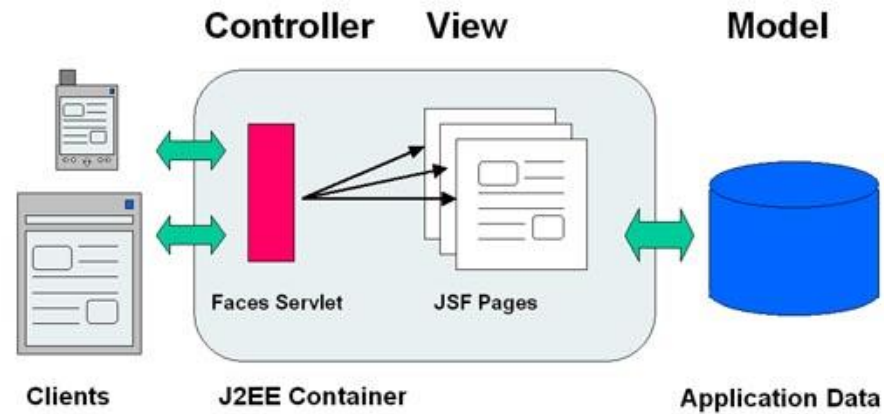 Controller View Model
Faces Servlet JSF Pages
Clients J2EE Container Application Data